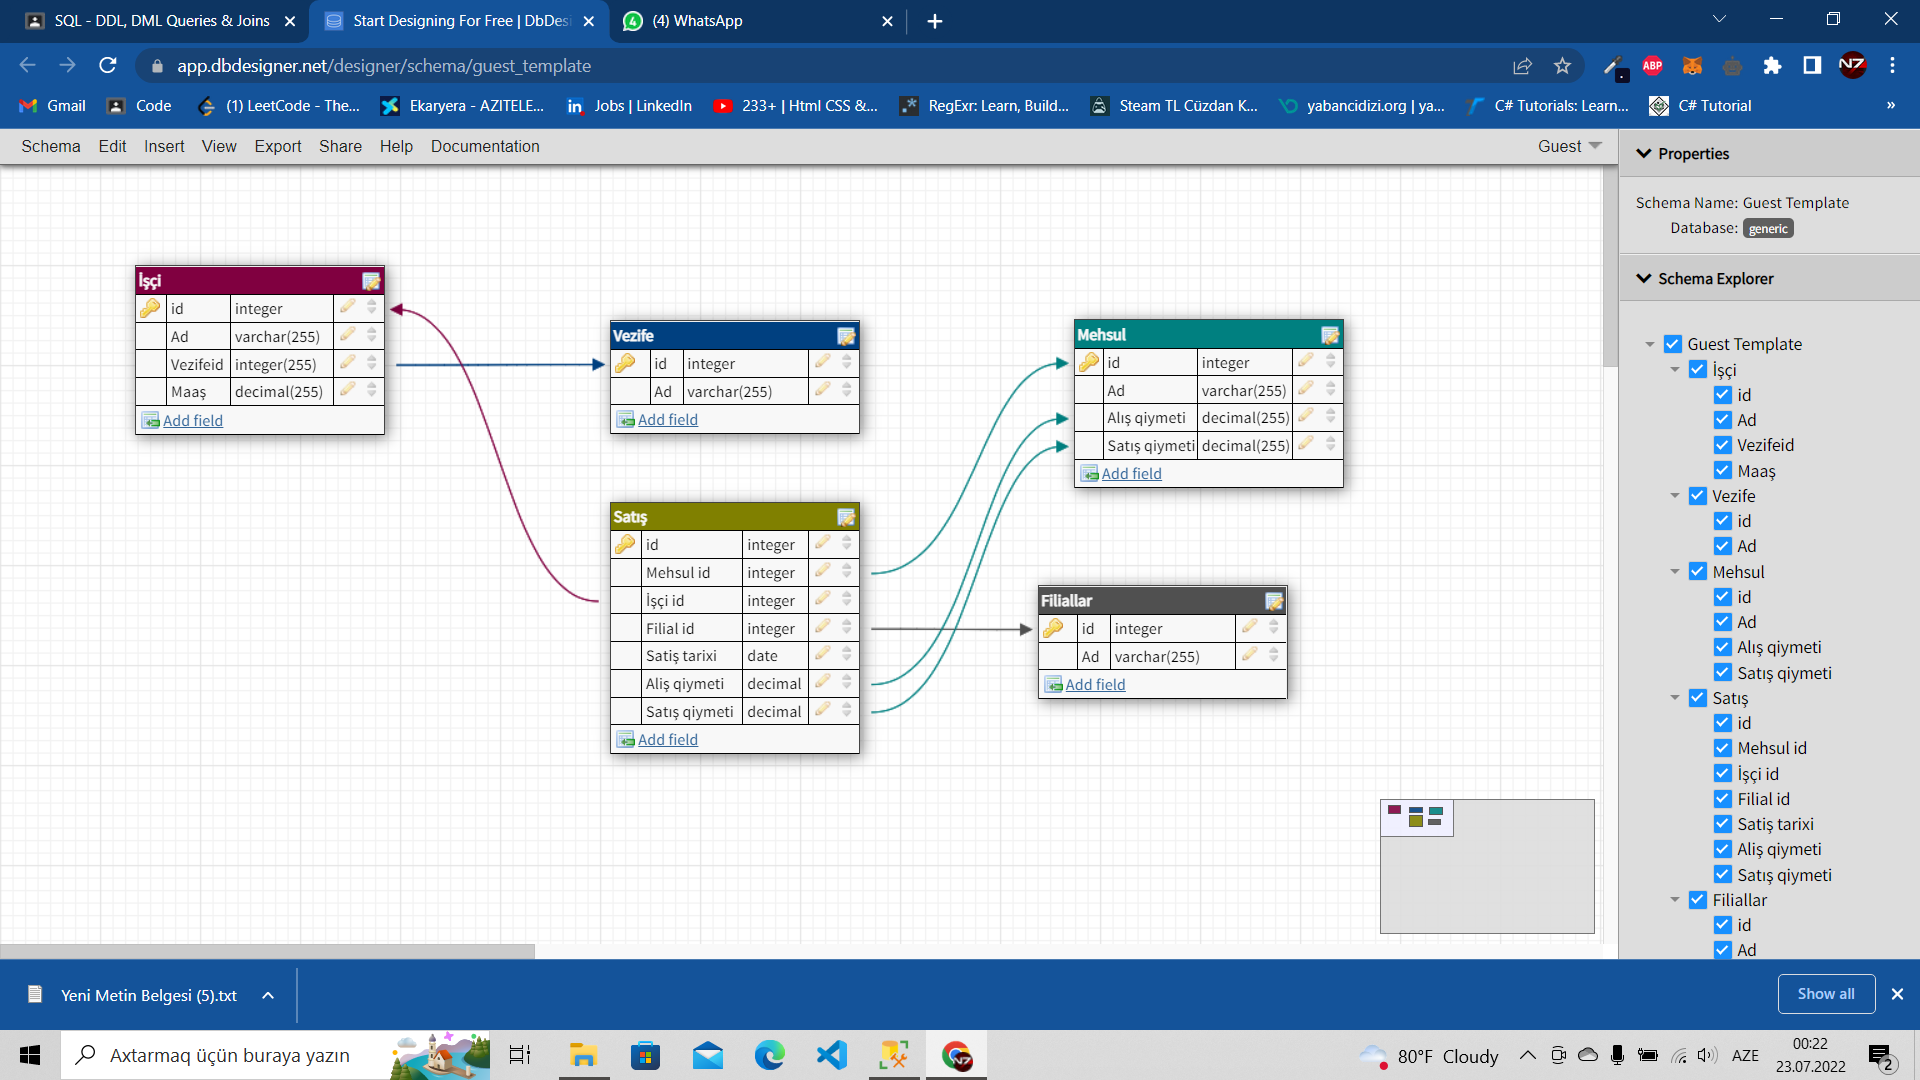 SQL - DDL, DML Queries & Joins
Start Designing For Free | DbDesi
(4) WhatsApp
app.dbdesigner.net/designer/schema/guest_template
Gmail
Code
(1) LeetCode - The...
Ekaryera - AZITELE...
Jobs | LinkedIn
233+ | Html CSS &...
RegExr: Learn, Build...
Steam TL Cüzdan K...
yabancidizi.org | ya...
C# Tutorials: Learn...
C# Tutorial
»
Schema Edit Insert View Export Share Help Documentation
Guest
Properties
Schema Name: Guest Template
Database: generic
Schema Explorer
İşçi
id integer
Ad varchar(255)
Vezifeid integer(255)
Maaş decimal(255)
Add field
Vezife
id integer
Ad varchar(255)
Add field
Mehsul
id integer
Ad varchar(255)
Alış qiymeti decimal(255)
Satış qiymeti decimal(255)
Add field
Satış
id integer
Mehsul id integer
İşçi id integer
Filial id integer
Satiş tarixi date
Aliş qiymeti decimal
Satış qiymeti decimal
Add field
Filiallar
id integer
Ad varchar(255)
Add field
Guest Template
İşçi
id
Ad
Vezifeid
Maaş
Vezife
id
Ad
Mehsul
id
Ad
Alış qiymeti
Satış qiymeti
Satış
id
Mehsul id
İşçi id
Filial id
Satiş tarixi
Aliş qiymeti
Satış qiymeti
Filiallar
id
Ad
Yeni Metin Belgesi (5).txt
Show all
Axtarmaq üçün buraya yazın
80°F Cloudy
AZE
00:22
23.07.2022
2
ABP
N7
4